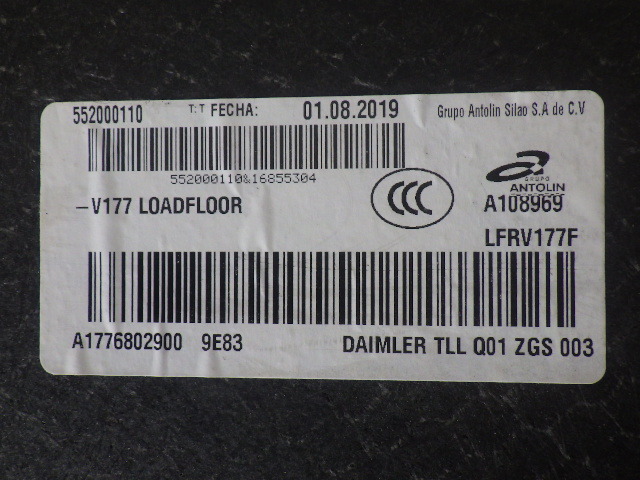 552000110 T:T FECHA: 01.08.2019 Grupo Antolin Silao S.A de C.V
552000110&16855304
GRUPO
ANTOLIN
CCC
-V177 LOADFLOOR A108969
LFRV177F
A1776802900 9E83 DAIMLER TLL Q01 ZGS 003